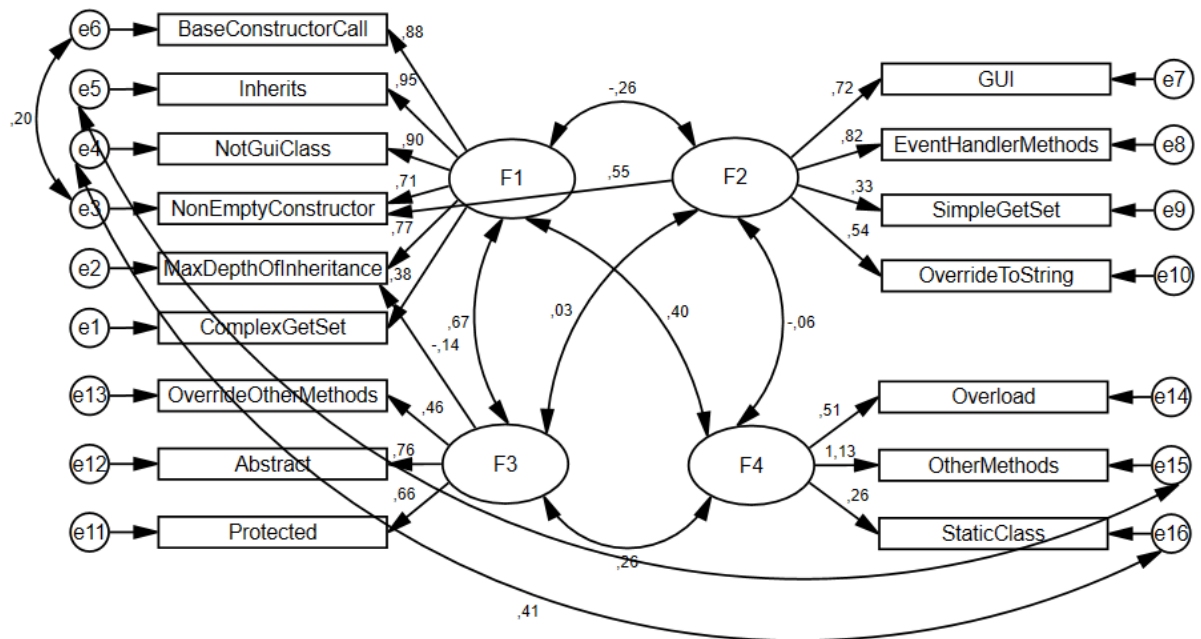 e6
BaseConstructorCall
,88
e5
Inherits
,95
e4
NotGuiClass
,90
e3
NonEmptyConstructor
,71
e2
MaxDepthOfInheritance
,77
e1
ComplexGetSet
,38
,20
F1
-,26
F2
,55
,72
GUI
e7
,82
EventHandlerMethods
e8
,33
SimpleGetSet
e9
,54
OverrideToString
e10
,67
,03
,40
-,06
-,14
e13
OverrideOtherMethods
,46
e12
Abstract
,76
e11
Protected
,66
F3
F4
,51
Overload
e14
1,13
OtherMethods
e15
,26
StaticClass
e16
,26
,41